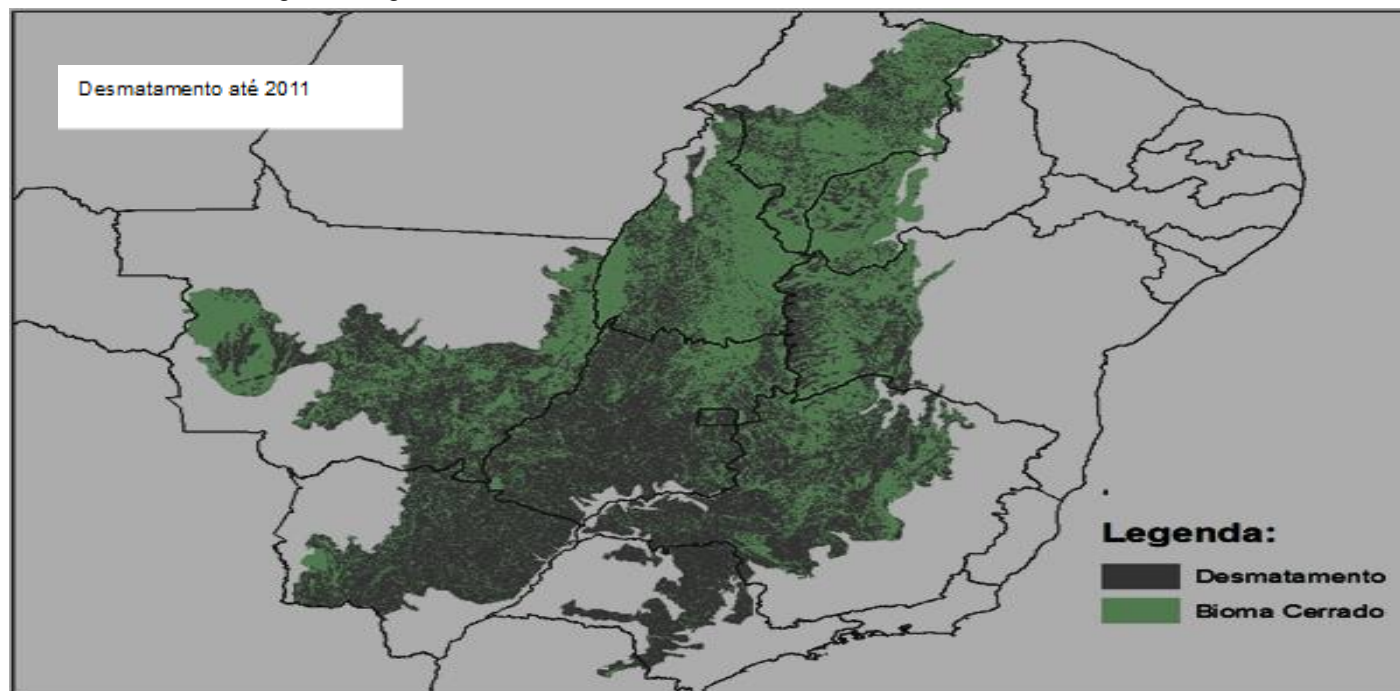 Desmatamento até 2011
Legenda:
Desmatamento
Bioma Cerrado